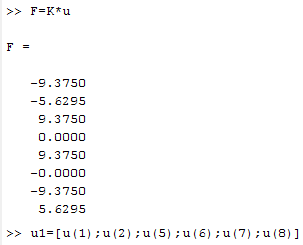 >> F=K*u
F =
-9.3750
-5.6295
9.3750
0.0000
9.3750
-0.0000
-9.3750
5.6295
>> u1=[u(1);u(2);u(5);u(6);u(7);u(8)]